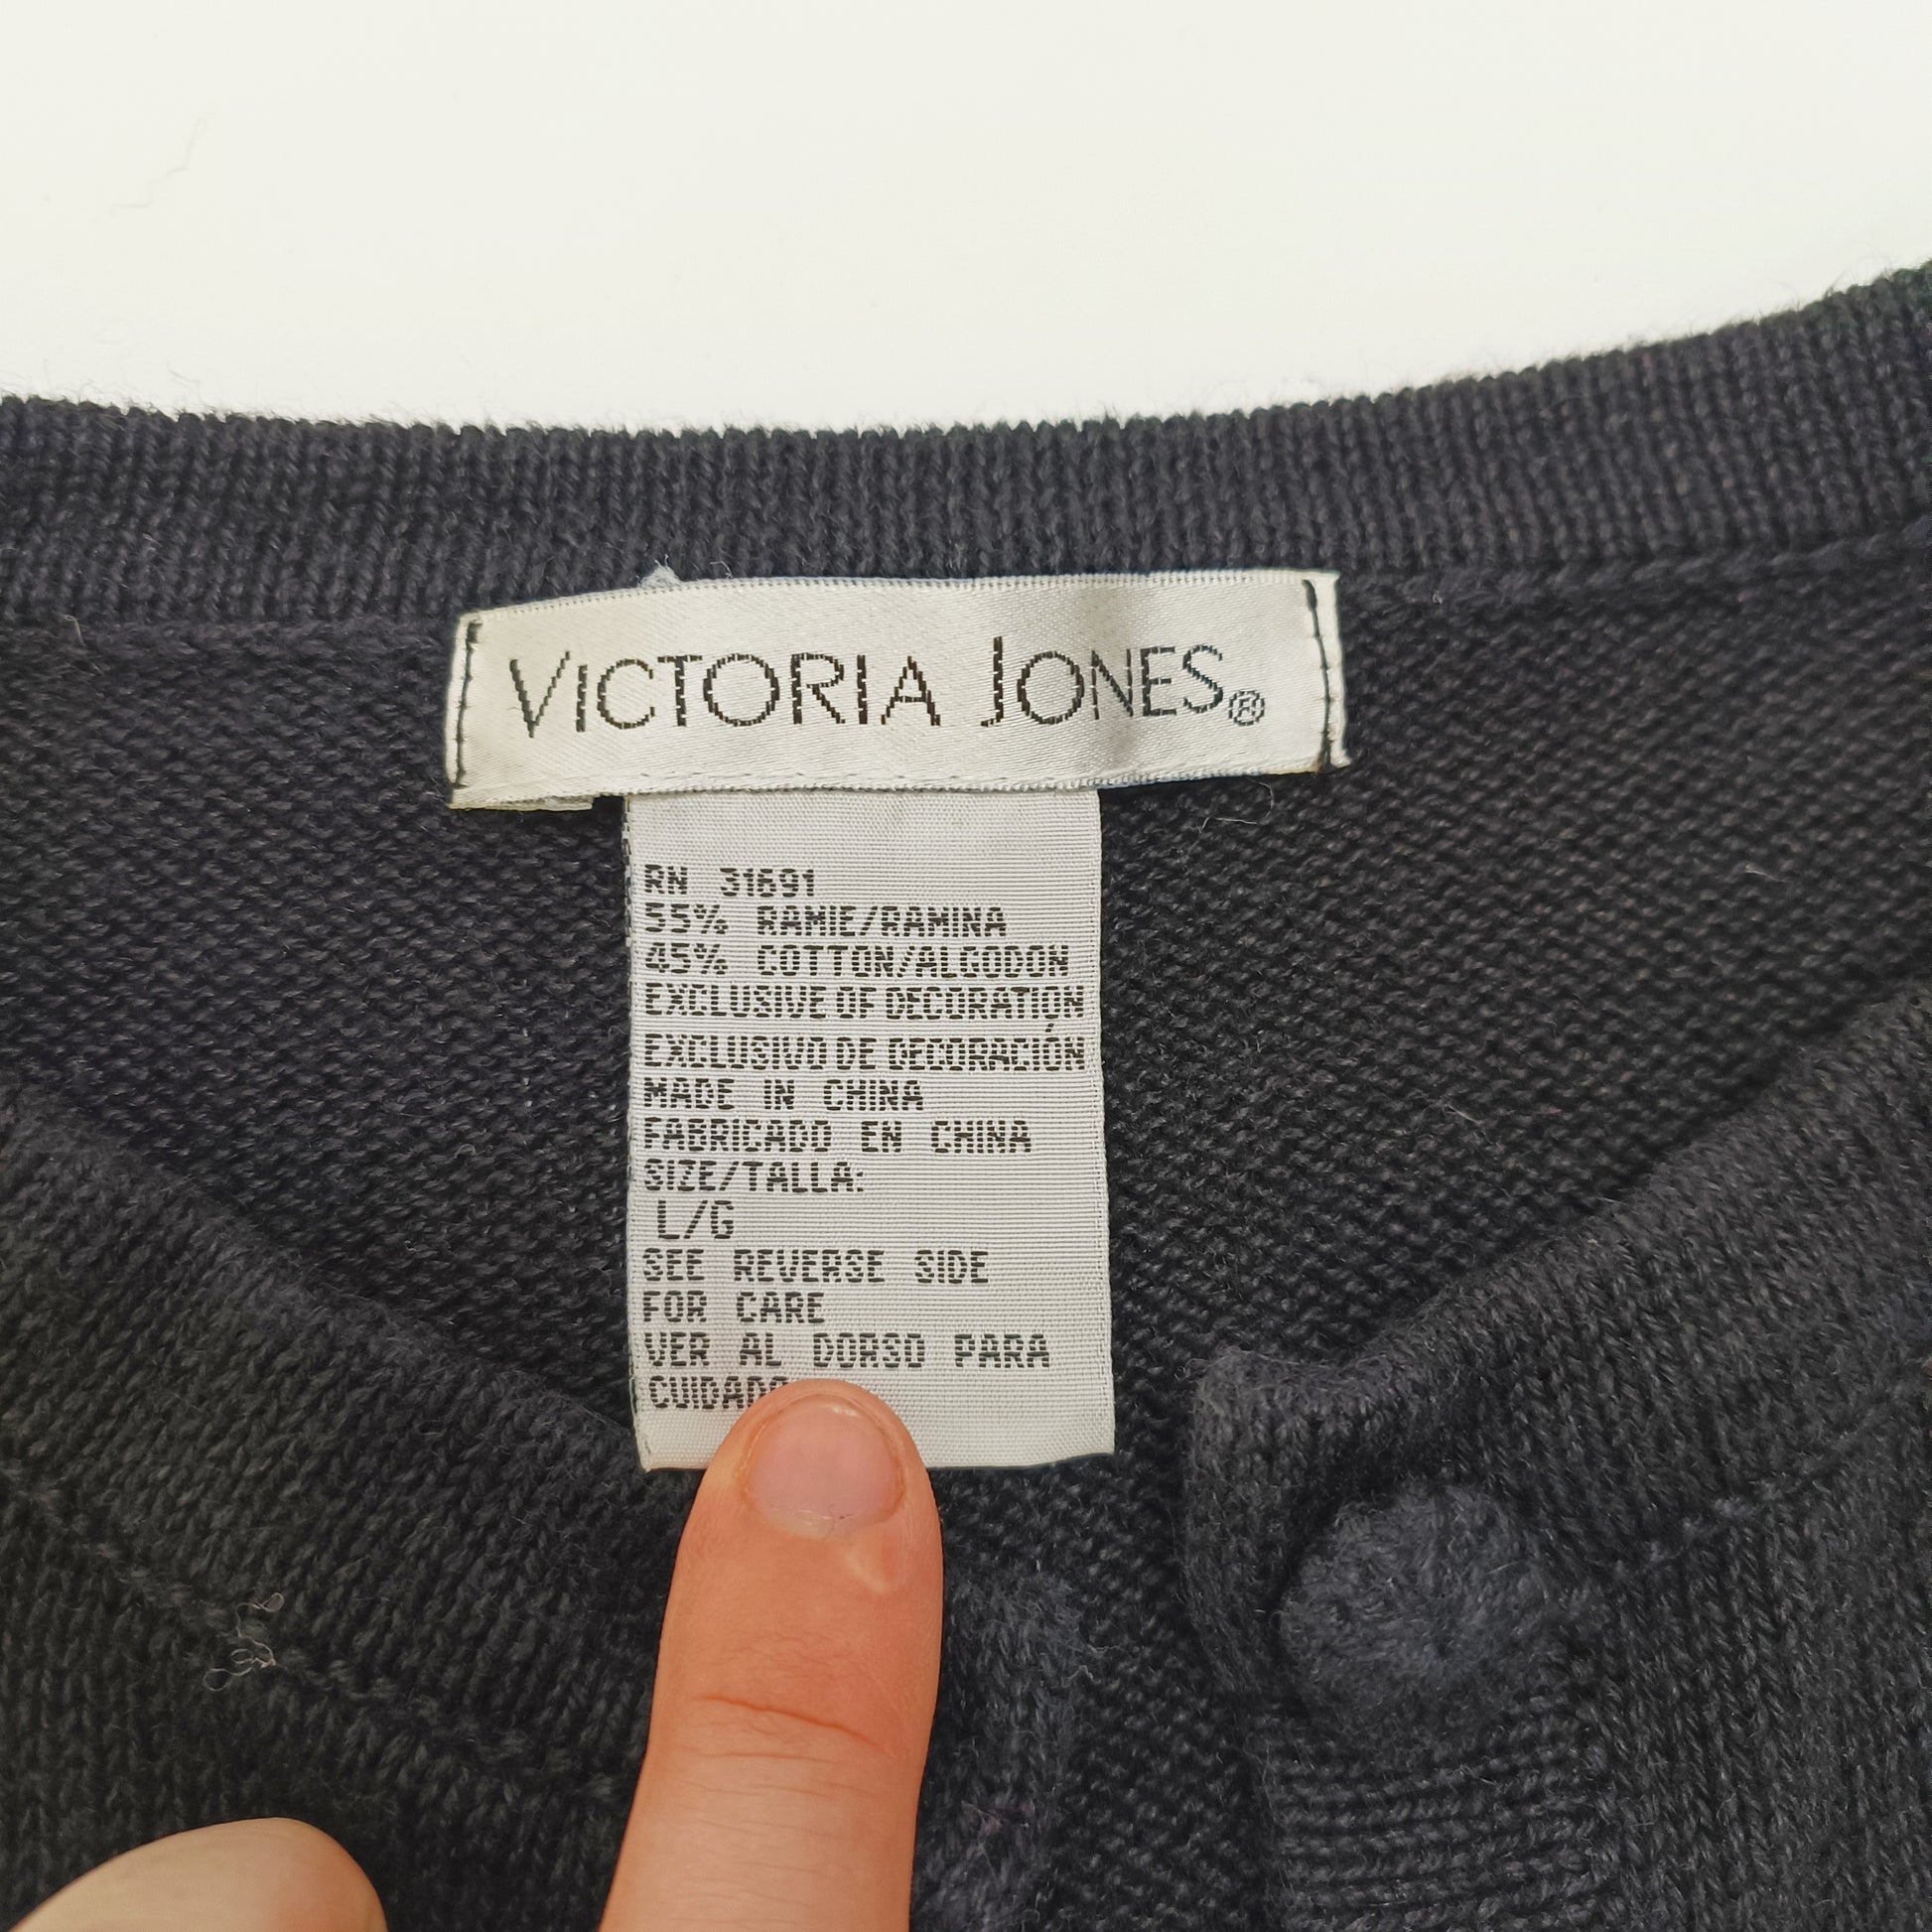 VICTORIA JONES®
RN 31691
55% RAMIE/RAMINA
45% COTTON/ALGODON
EXCLUSIVE OF DECORATION
EXCLUSIVO DE DECORACIÓN
MADE IN CHINA
FABRICADO EN CHINA
SIZE/TALLA:
L/G
SEE REVERSE SIDE
FOR CARE
VER AL DORSO PARA
CUIDADO